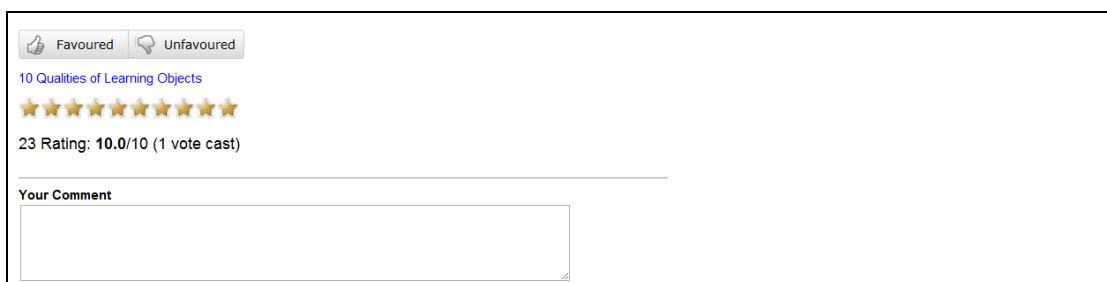 Favoured Unfavoured
10 Qualities of Learning Objects
23 Rating: 10.0/10 (1 vote cast)
Your Comment